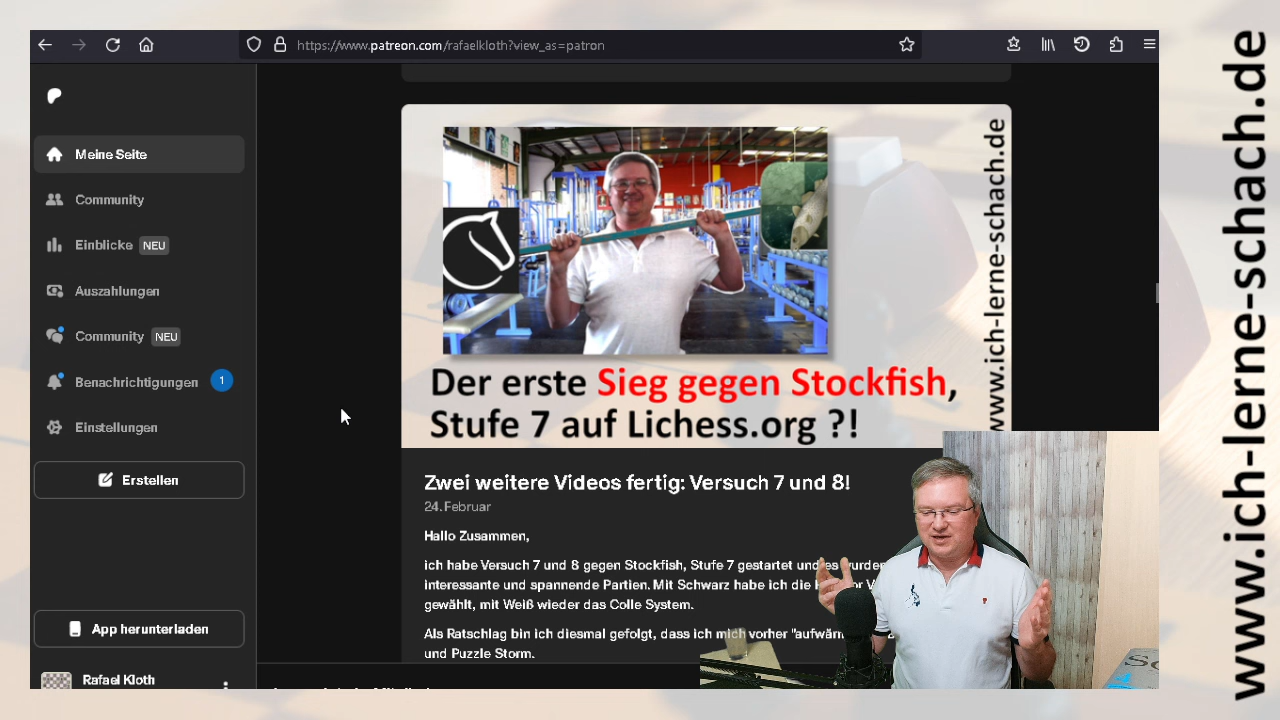 https://www.patreon.com/rafaelkloth?view_as=patron
Meine Seite
Community
Einblicke NEU
Auszahlungen
Community NEU
Benachrichtigungen 1
Einstellungen
Erstellen
App herunterladen
Rafael Kloth
www.ich-lerne-schach.de
Der erste Sieg gegen Stockfish,
Stufe 7 auf Lichess.org ?!
Zwei weitere Videos fertig: Versuch 7 und 8!
24. Februar
Hallo Zusammen,
ich habe Versuch 7 und 8 gegen Stockfish, Stufe 7 gestartet und es wurden
interessante und spannende Partien. Mit Schwarz habe ich die
gewählt, mit Weiß wieder das Colle System.
Als Ratschlag bin ich diesmal gefolgt, dass ich mich vorher
und Puzzle Storm.
www.ich-lerne-schach.de